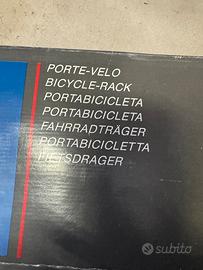 PORTE-VELO
BICYCLE-RACK
PORTABICICLETA
PORTABICICLETA
FAHRRADTRÄGER
PORTABICICLETTA
FIETSDRAGER
subito